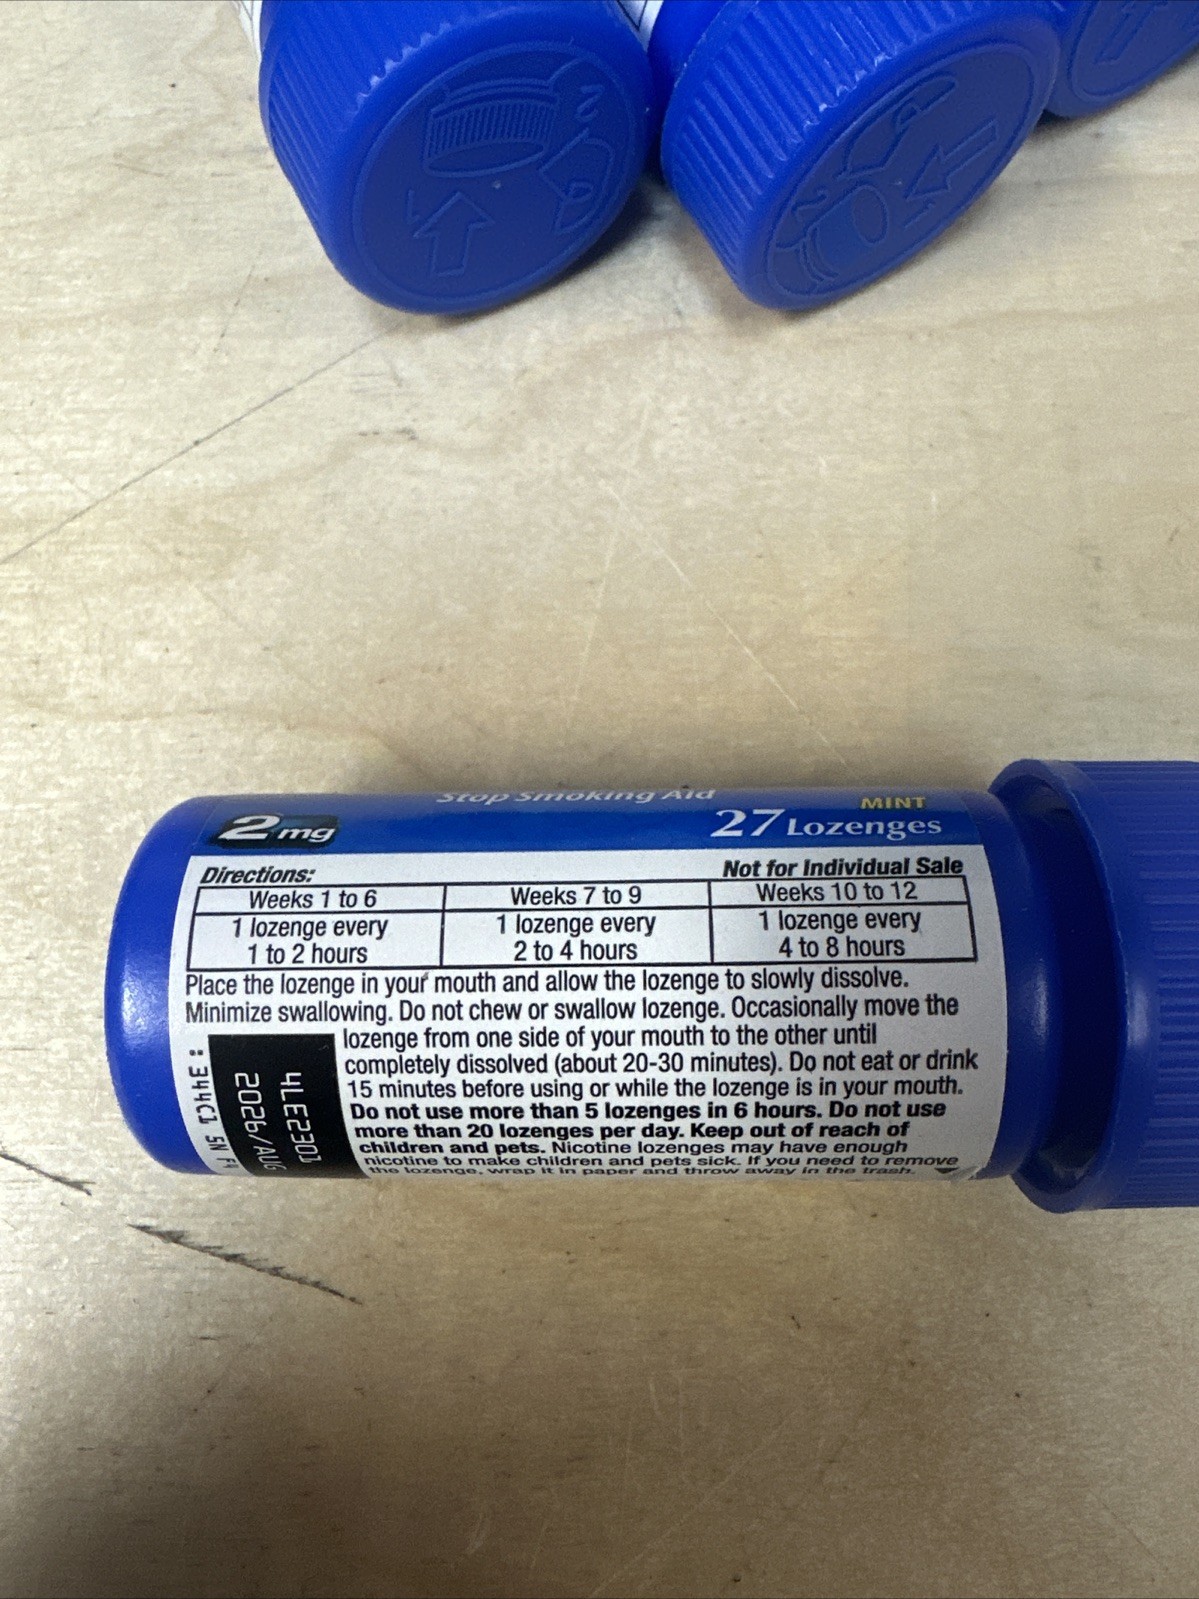 Stop Smoking Aid
MINT
2 mg
27 Lozenges
Directions:
Not for Individual Sale
Weeks 1 to 6
Weeks 7 to 9
Weeks 10 to 12
1 lozenge every
1 to 2 hours
1 lozenge every
2 to 4 hours
1 lozenge every
4 to 8 hours
Place the lozenge in your mouth and allow the lozenge to slowly dissolve.
Minimize swallowing. Do not chew or swallow lozenge. Occasionally move the
lozenge from one side of your mouth to the other until
completely dissolved (about 20-30 minutes). Do not eat or drink
15 minutes before using or while the lozenge is in your mouth.
Do not use more than 5 lozenges in 6 hours. Do not use
more than 20 lozenges per day. Keep out of reach of
children and pets. Nicotine lozenges may have enough
nicotine to make children and pets sick. If you need to remove
the lozenge, wrap it in paper and throw away in the trash.
4LE2301
2026/AUG
: 344C1 SN F4
2
2